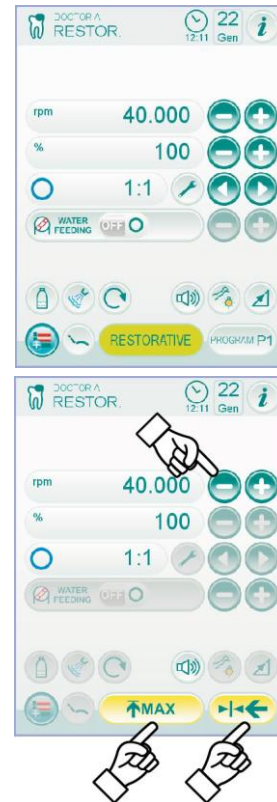 DOCTOR A
RESTOR.
12:11
22
Gen
i
rpm
40.000
%
100
1:1
WATER
FEEDING
OFF
RESTORATIVE
PROGRAM P1
DOCTOR A
RESTOR.
12:11
22
Gen
i
rpm
40.000
%
100
1:1
WATER
FEEDING
OFF
MAX